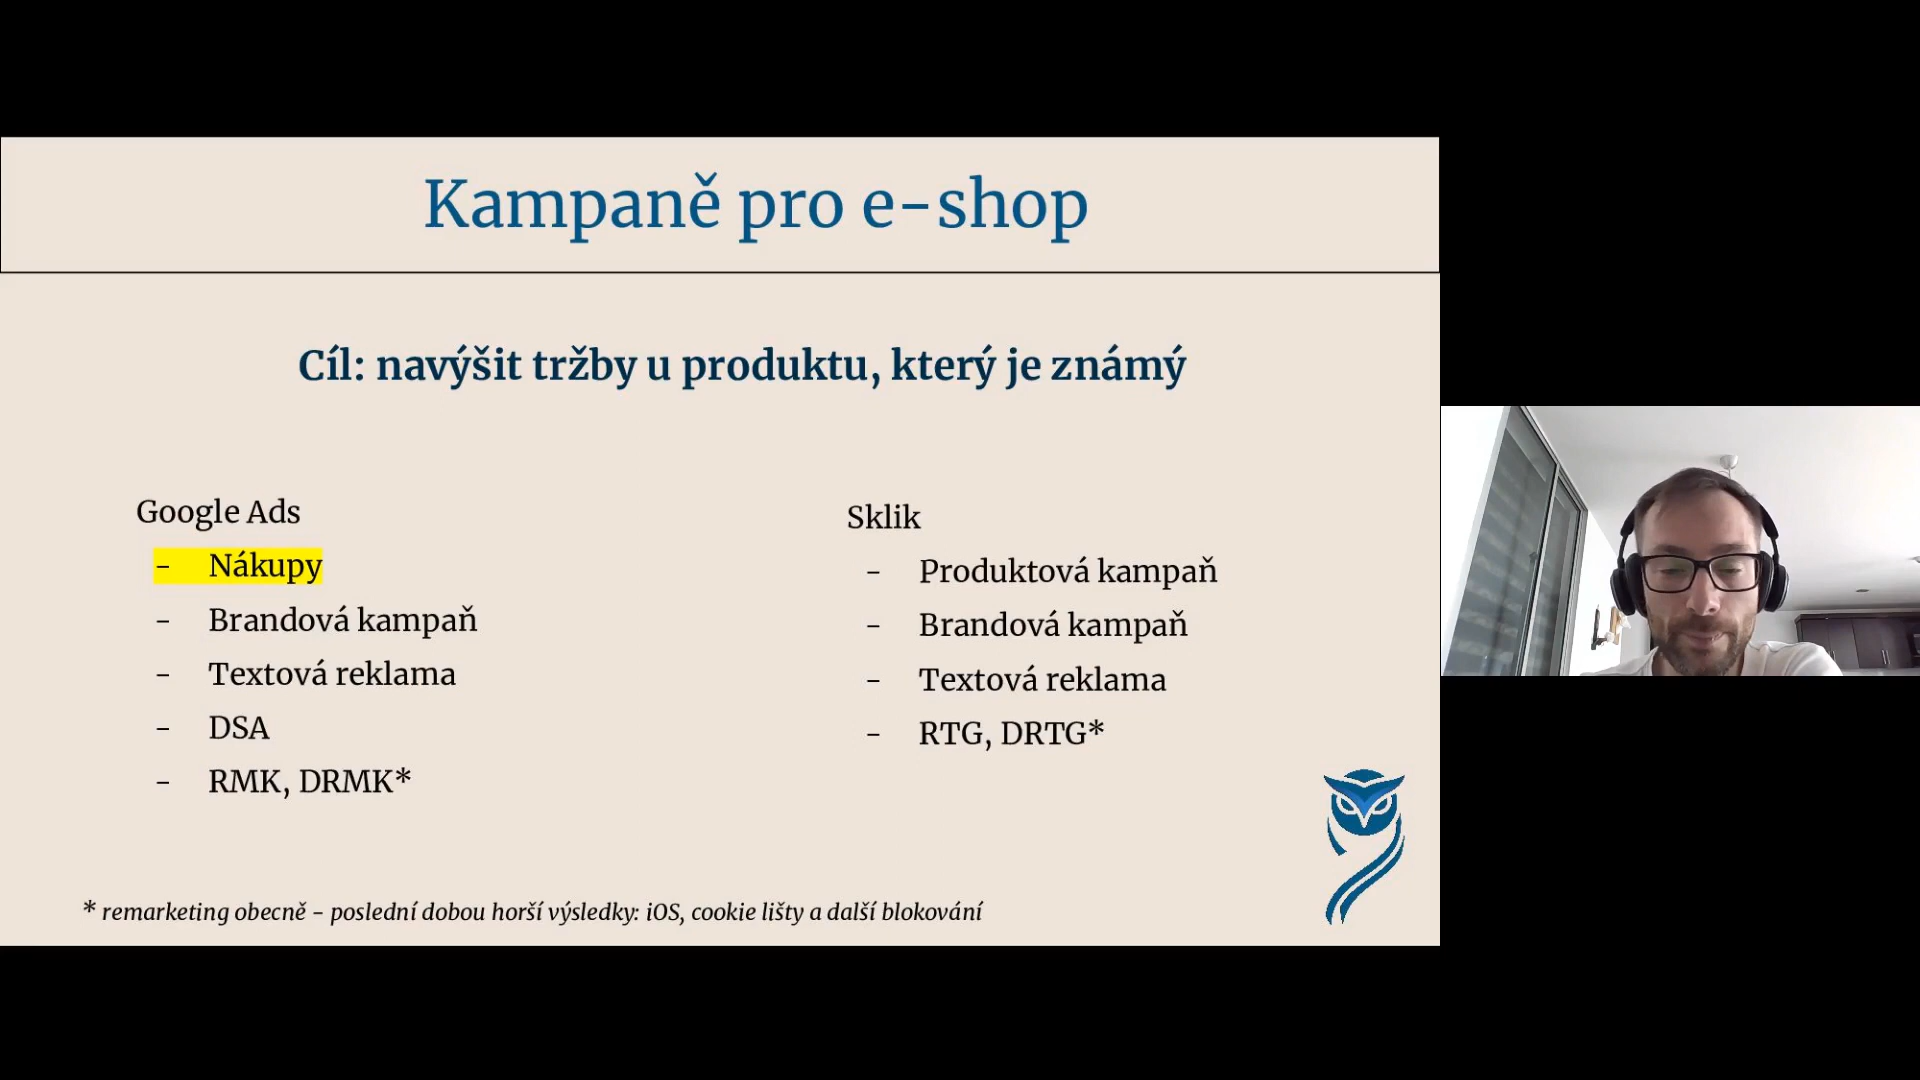 Kampaně pro e-shop
Cíl: navýšit tržby u produktu, který je známý
Google Ads
- Nákupy
- Brandová kampaň
- Textová reklama
- DSA
- RMK, DRMK*
Sklik
- Produktová kampaň
- Brandová kampaň
- Textová reklama
- RTG, DRTG*
* remarketing obecně - poslední dobou horší výsledky: iOS, cookie lišty a další blokování